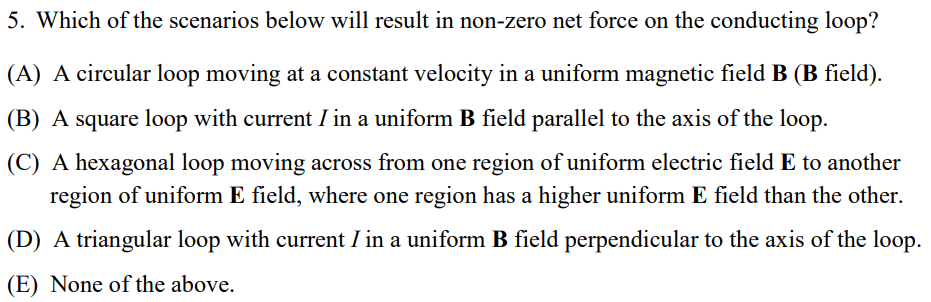 5. Which of the scenarios below will result in non-zero net force on the conducting loop?
(A) A circular loop moving at a constant velocity in a uniform magnetic field B (B field).
(B) A square loop with current I in a uniform B field parallel to the axis of the loop.
(C) A hexagonal loop moving across from one region of uniform electric field E to another
region of uniform E field, where one region has a higher uniform E field than the other.
(D) A triangular loop with current I in a uniform B field perpendicular to the axis of the loop.
(E) None of the above.